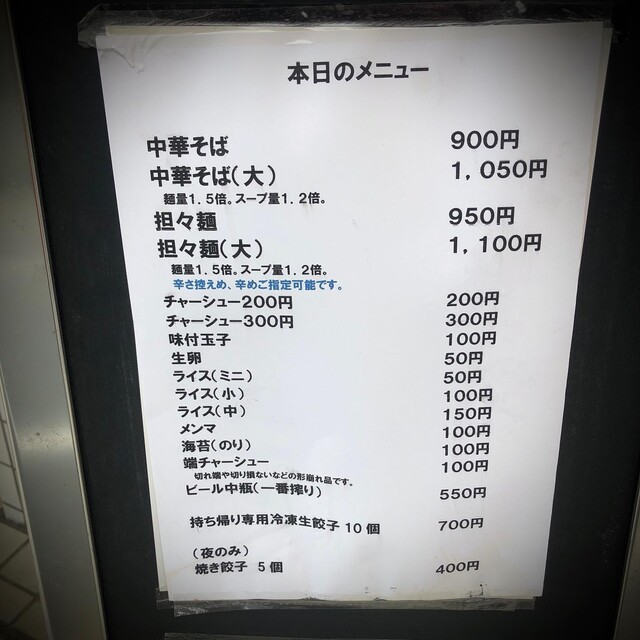 本日のメニュー
中華そば 900円
中華そば(大) 1,050円
麺量1.5倍。スープ量1.2倍。
担々麺 950円
担々麺(大) 1,100円
麺量1.5倍。スープ量1.2倍。
辛さ控えめ、辛めご指定可能です。
チャーシュー200円 200円
チャーシュー300円 300円
味付玉子 100円
生卵 50円
ライス(ミニ) 50円
ライス(小) 100円
ライス(中) 150円
メンマ 100円
海苔(のり) 100円
端チャーシュー 100円
切れ端や切り損ないなどの形崩れ品です。
ビール中瓶(一番搾り) 550円
持ち帰り専用冷凍生餃子10個 700円
(夜のみ)
焼き餃子 5個 400円